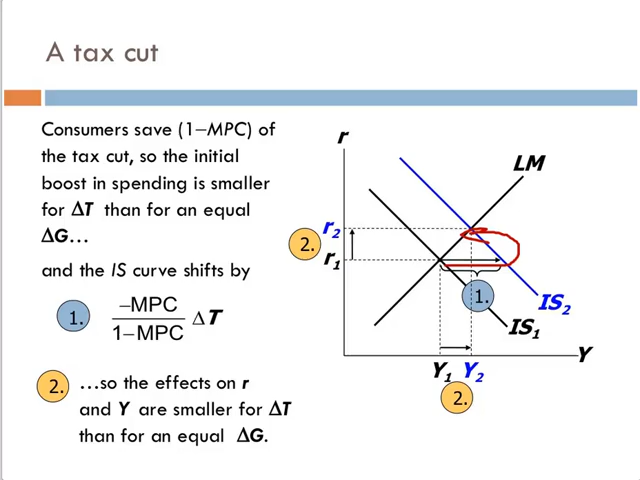 A tax cut
Consumers save (1−MPC) of
the tax cut, so the initial
boost in spending is smaller
for ΔT than for an equal
ΔG…
and the IS curve shifts by
1.
−MPC
1−MPC
ΔT
2.
…so the effects on r
and Y are smaller for ΔT
than for an equal ΔG.
r
LM
r2
2.
r1
1.
IS2
IS1
Y
Y1 Y2
2.